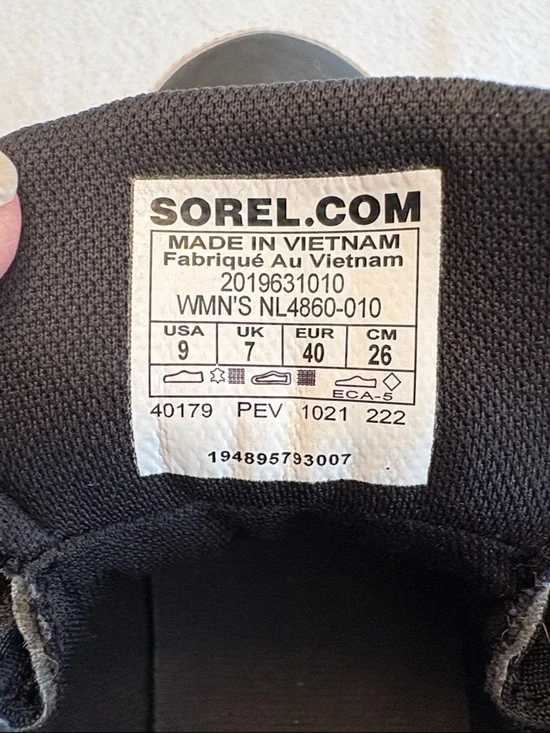 SOREL.COM
MADE IN VIETNAM
Fabriqué Au Vietnam
2019631010
WMN'S NL4860-010
USA UK EUR CM
9 7 40 26
ECA-5
40179 PEV 1021 222
194895793007